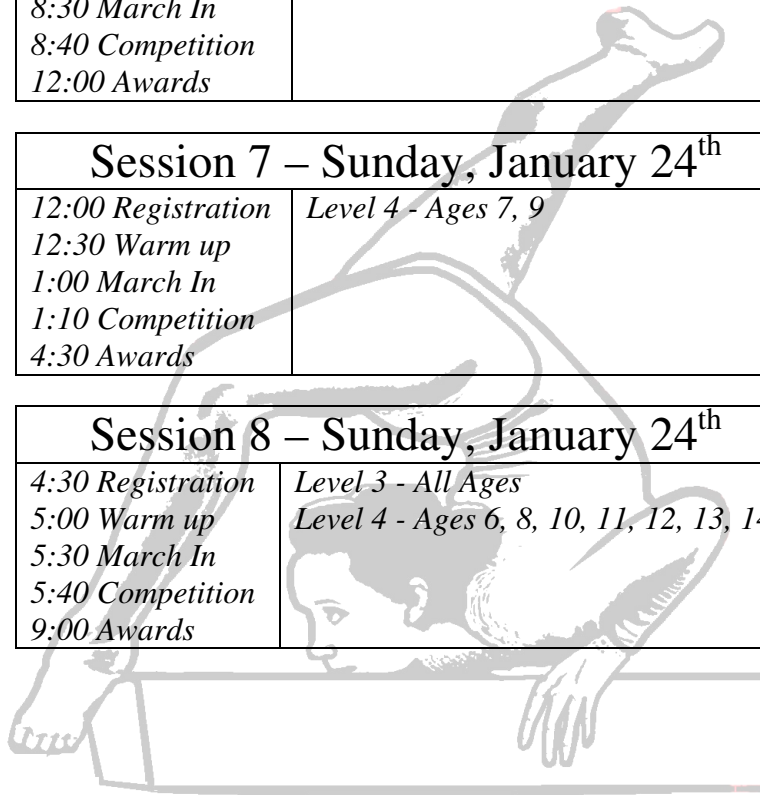 8:30 March In
8:40 Competition
12:00 Awards
Session 7 – Sunday, January 24th
12:00 Registration
Level 4 - Ages 7, 9
12:30 Warm up
1:00 March In
1:10 Competition
4:30 Awards
Session 8 – Sunday, January 24th
4:30 Registration
Level 3 - All Ages
5:00 Warm up
Level 4 - Ages 6, 8, 10, 11, 12, 13, 14
5:30 March In
5:40 Competition
9:00 Awards